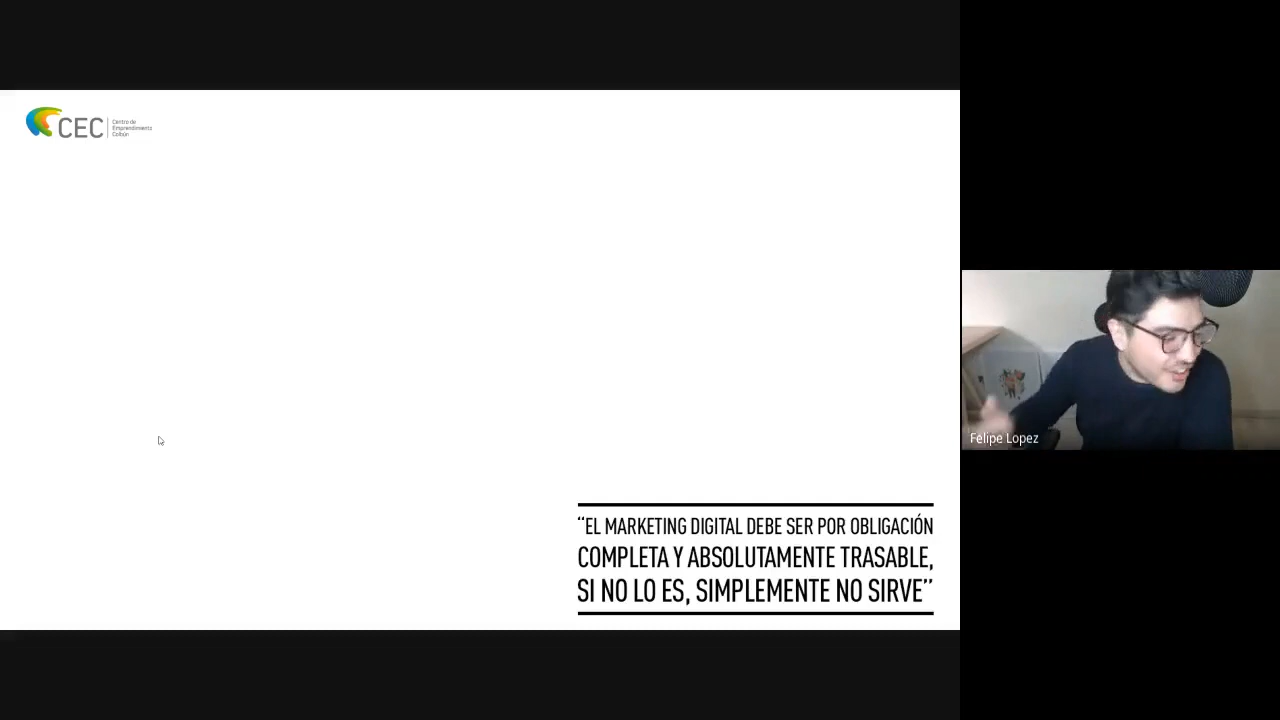 CEC
Centro de
Emprendimiento
Colbún
“EL MARKETING DIGITAL DEBE SER POR OBLIGACIÓN
COMPLETA Y ABSOLUTAMENTE TRASABLE,
SI NO LO ES, SIMPLEMENTE NO SIRVE”
Felipe Lopez